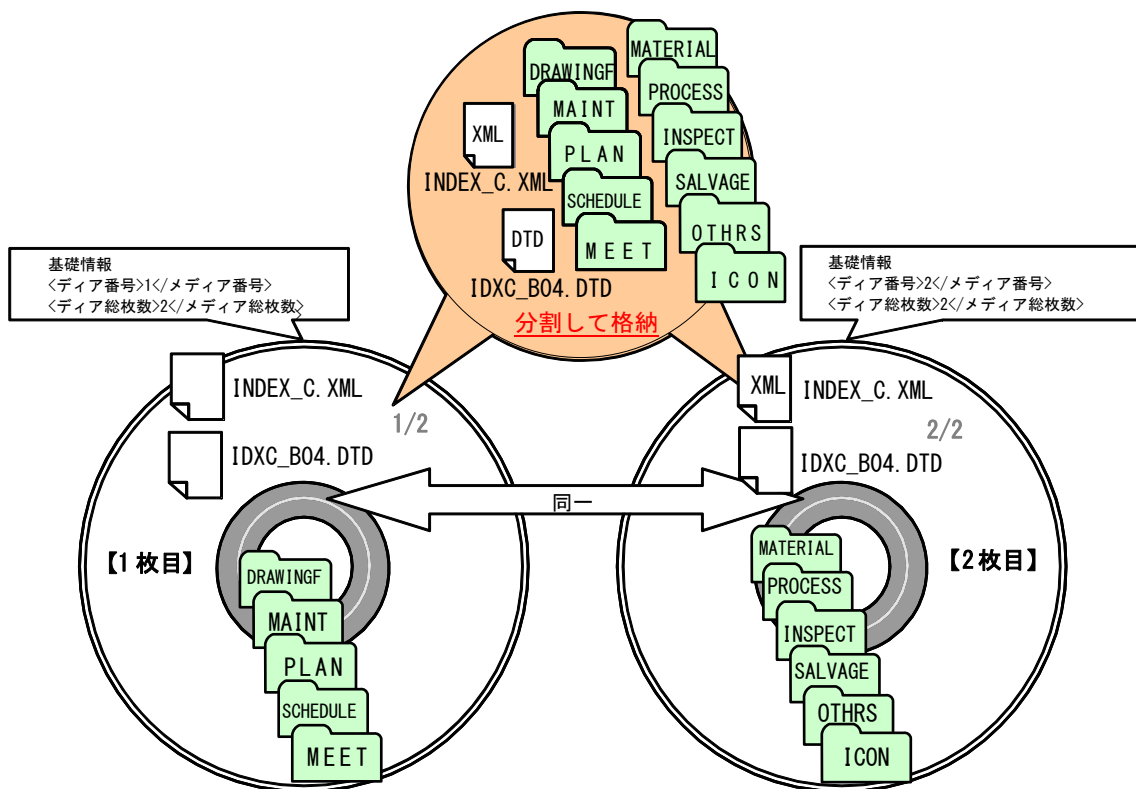 DRAWINGF
MAINT
PLAN
SCHEDULE
MEET
MATERIAL
PROCESS
INSPECT
SALVAGE
OTHRS
ICON
XML
INDEX_C.XML
DTD
IDXC_B04.DTD
分割して格納
基礎情報
<ディア番号>1</メディア番号>
<ディア総枚数>2</メディア総枚数>
基礎情報
<ディア番号>2</メディア番号>
<ディア総枚数>2</メディア総枚数>
INDEX_C.XML
1/2
IDXC_B04.DTD
【1枚目】
DRAWINGF
MAINT
PLAN
SCHEDULE
MEET
同一
XML
INDEX_C.XML
2/2
IDXC_B04.DTD
【2枚目】
MATERIAL
PROCESS
INSPECT
SALVAGE
OTHRS
ICON